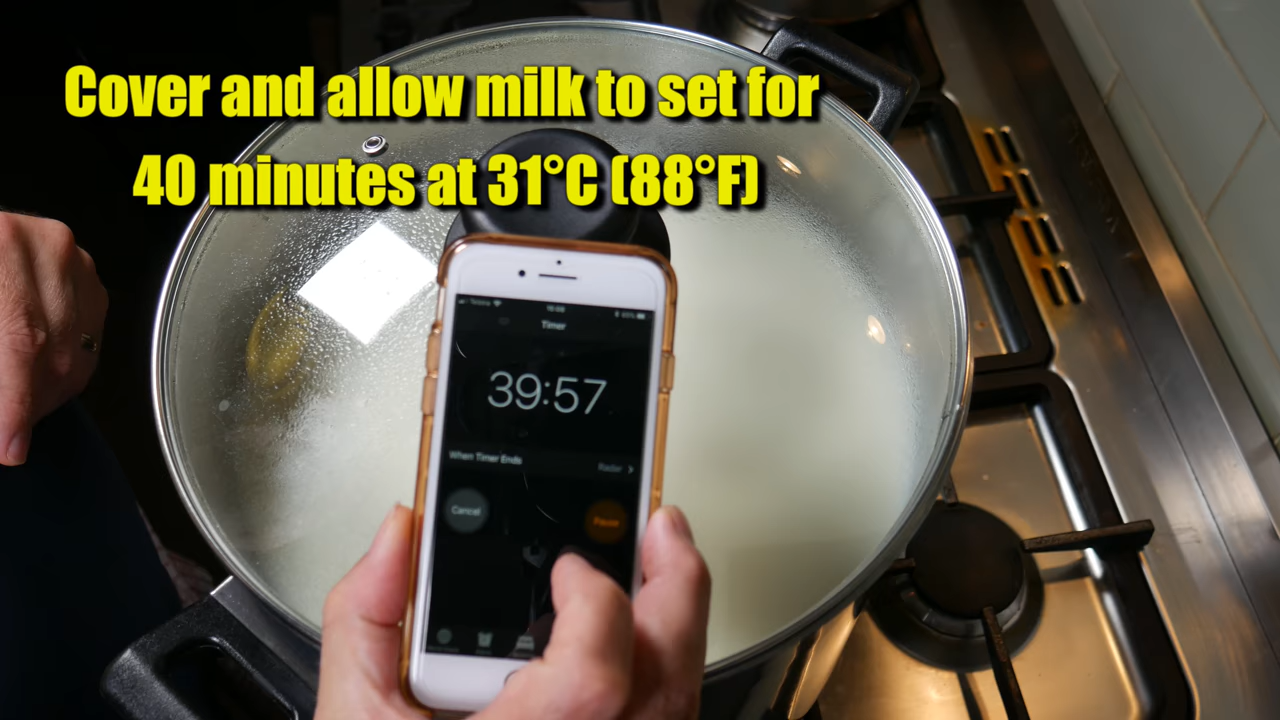 Cover and allow milk to set for
40 minutes at 31°C (88°F)
Timer
39:57
When Timer Ends
Radar >
Cancel
Pause